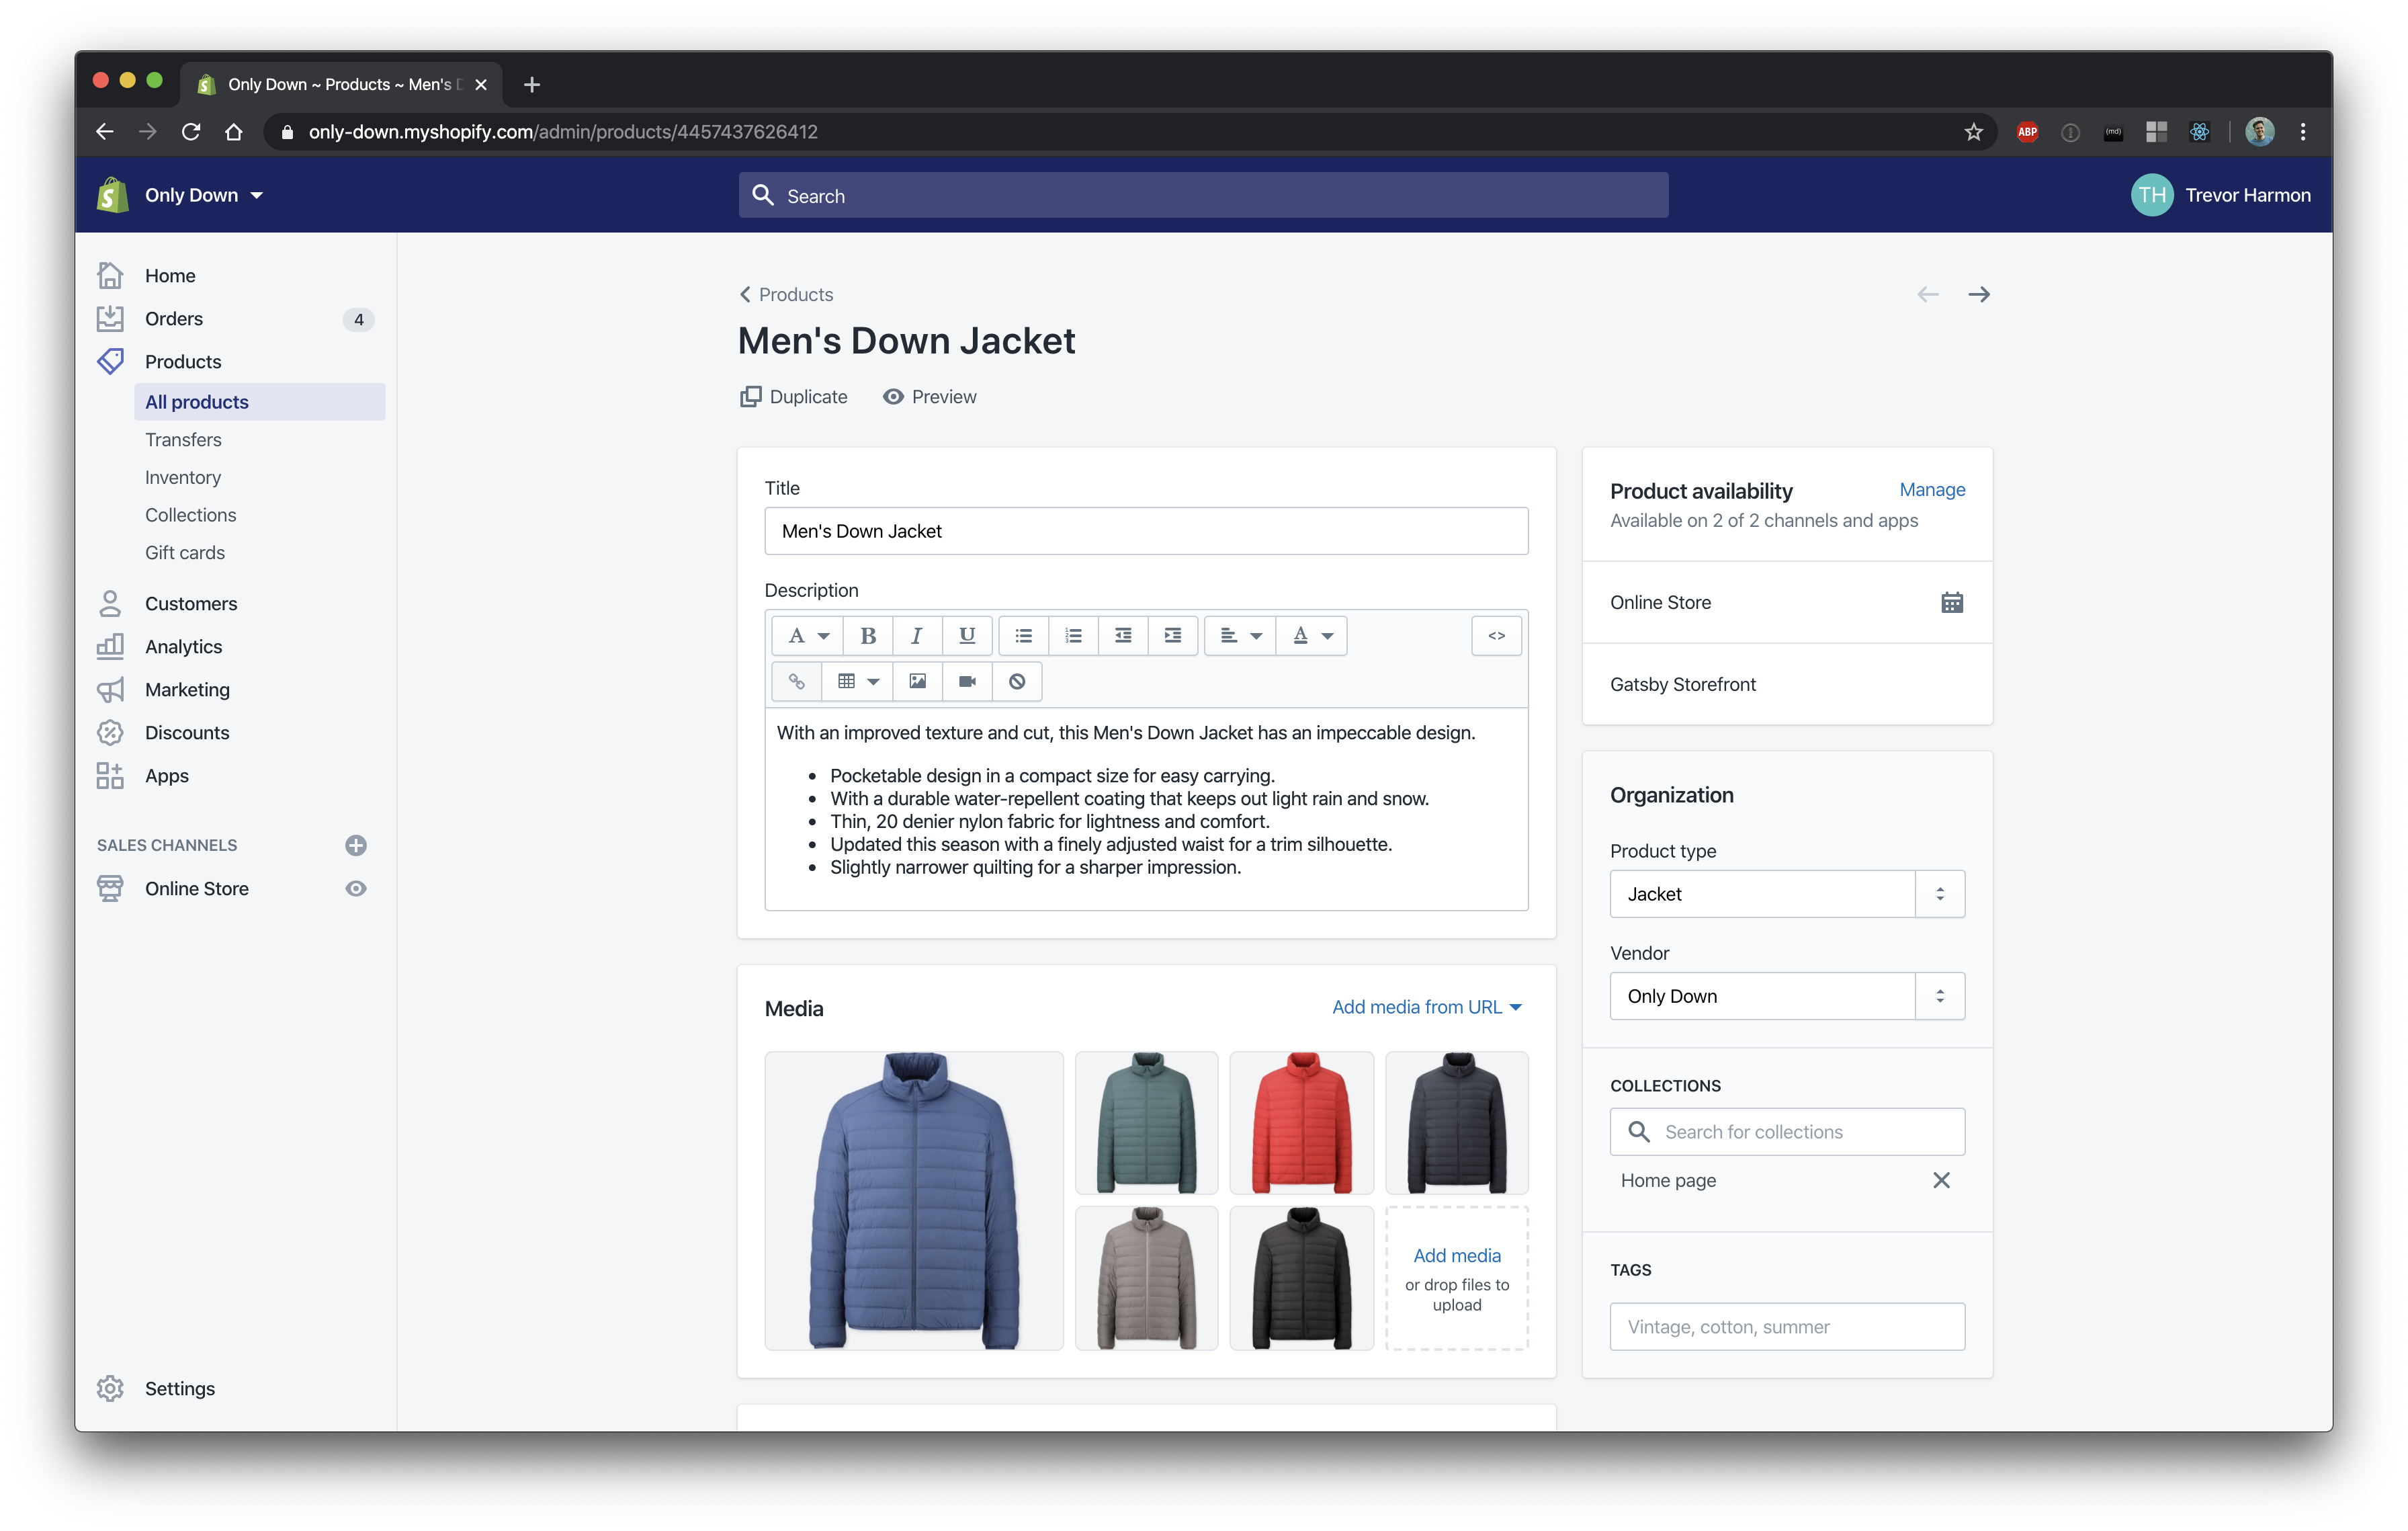 Only Down ~ Products ~ Men's
only-down.myshopify.com/admin/products/4457437626412
ABP
(md)
Only Down
Search
TH
Trevor Harmon
Home
Orders
4
Products
All products
Transfers
Inventory
Collections
Gift cards
Customers
Analytics
Marketing
Discounts
Apps
SALES CHANNELS
Online Store
Settings
Products
Men's Down Jacket
Duplicate
Preview
Title
Men's Down Jacket
Description
A
B
I
U
A
<>
With an improved texture and cut, this Men's Down Jacket has an impeccable design.
• Pocketable design in a compact size for easy carrying.
• With a durable water-repellent coating that keeps out light rain and snow.
• Thin, 20 denier nylon fabric for lightness and comfort.
• Updated this season with a finely adjusted waist for a trim silhouette.
• Slightly narrower quilting for a sharper impression.
Media
Add media from URL
Add media
or drop files to
upload
Product availability
Manage
Available on 2 of 2 channels and apps
Online Store
Gatsby Storefront
Organization
Product type
Jacket
Vendor
Only Down
COLLECTIONS
Search for collections
Home page
TAGS
Vintage, cotton, summer